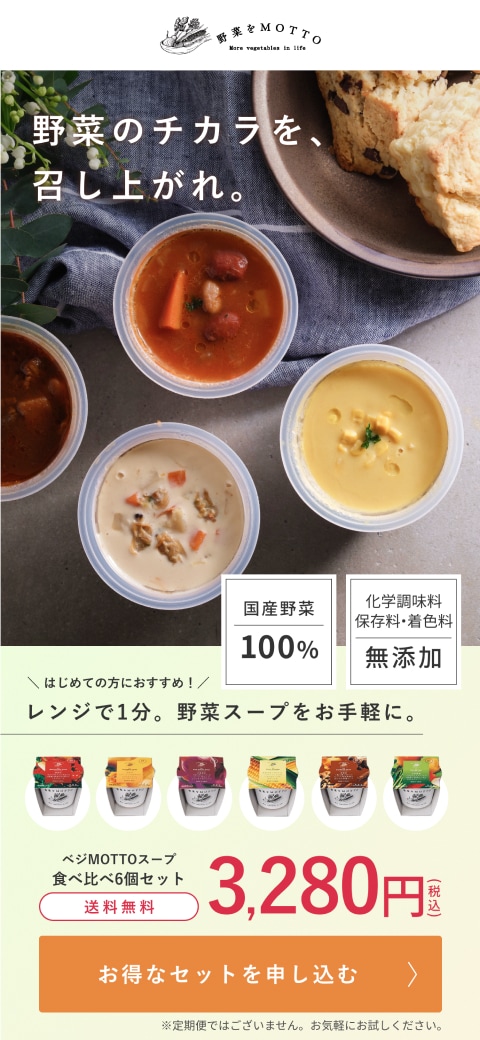 野菜をMOTTO
More vegetables in life
野菜のチカラを、
召し上がれ。
国産野菜
100%
化学調味料
保存料・着色料
無添加
＼ はじめての方におすすめ！／
レンジで1分。野菜スープをお手軽に。
ベジMOTTOスープ
食べ比べ6個セット
送料無料
3,280円(税込)
お得なセットを申し込む
※定期便ではございません。お気軽にお試しください。